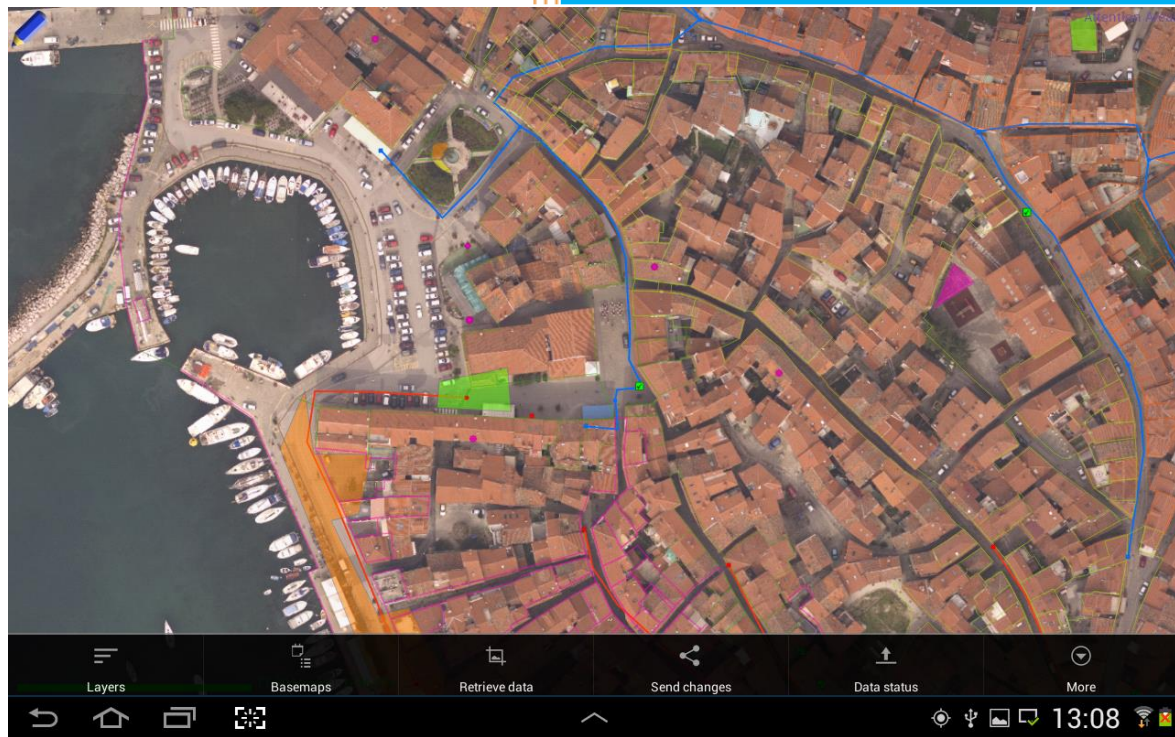 Layers
Basemaps
Retrieve data
Send changes
Data status
More
13:08